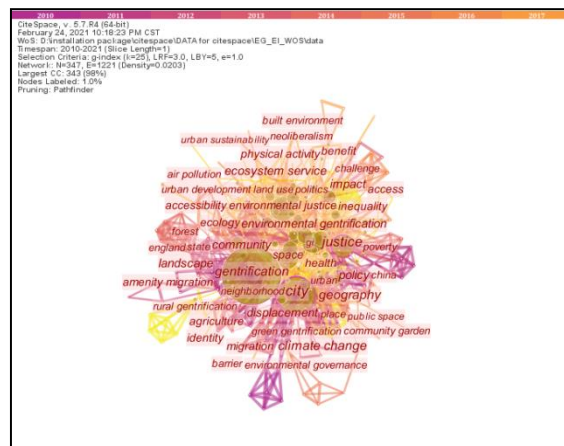 2010 2011 2012 2013 2014 2015 2016 2017
CiteSpace, v. 5.7.R4 (64-bit)
February 24, 2021 10:18:23 PM CST
WoS: D:\installation package\citespace\DATA for citespace\EG_EI_WOS\data
Timespan: 2010-2021 (Slice Length=1)
Selection Criteria: g-index (k=25), LRF=3.0, LBY=5, e=1.0
Network: N=347, E=1221 (Density=0.0203)
Largest CC: 343 (98%)
Nodes Labeled: 1.0%
Pruning: Pathfinder
built environment
urban sustainability neoliberalism
physical activity benefit
air pollution ecosystem service challenge
urban development land use politics impact access
accessibility environmental justice inequality
ecology environmental gentrification
forest
england state community justice poverty
space
landscape health
gentrification urban policy china
amenity migration
neighborhood city geography
rural gentrification
displacement place public space
agriculture
green gentrification community garden
identity
migration climate change
barrier environmental governance